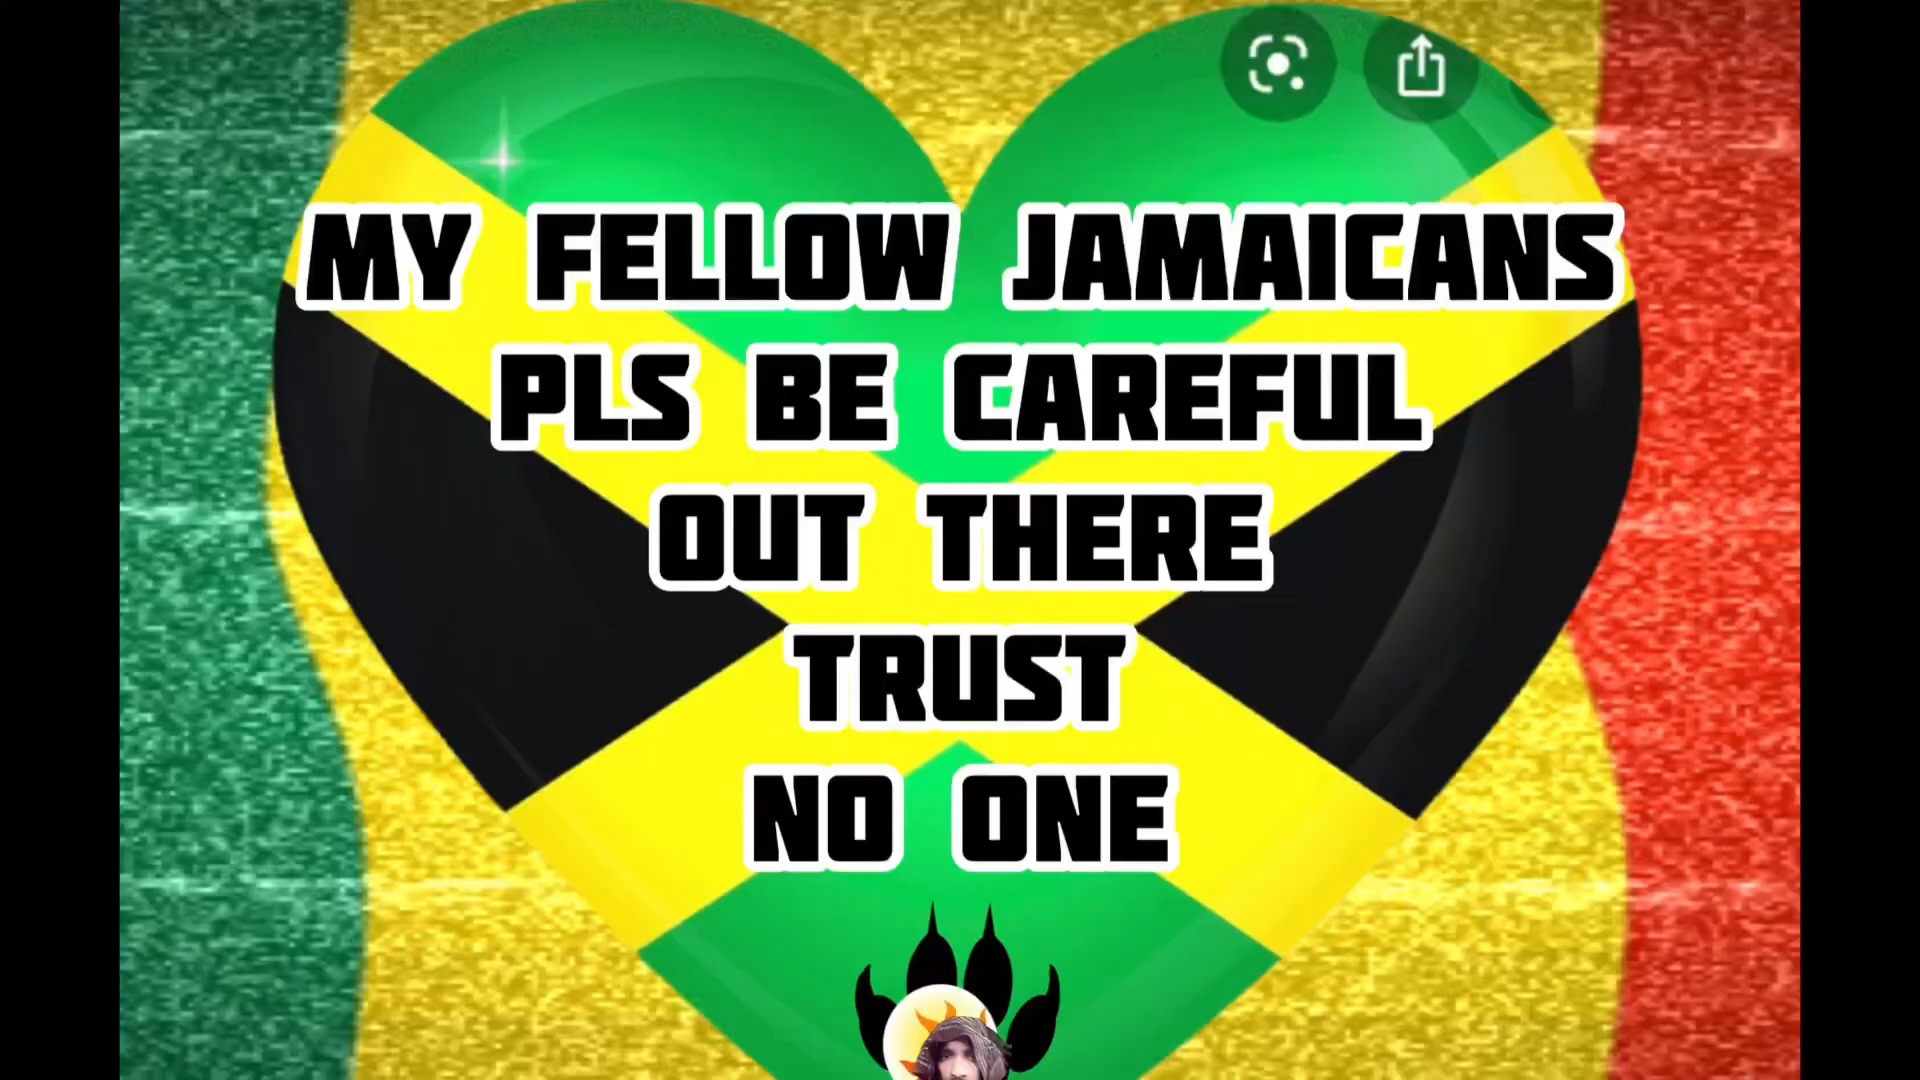 MY FELLOW JAMAICANS
PLS BE CAREFUL
OUT THERE
TRUST
NO ONE